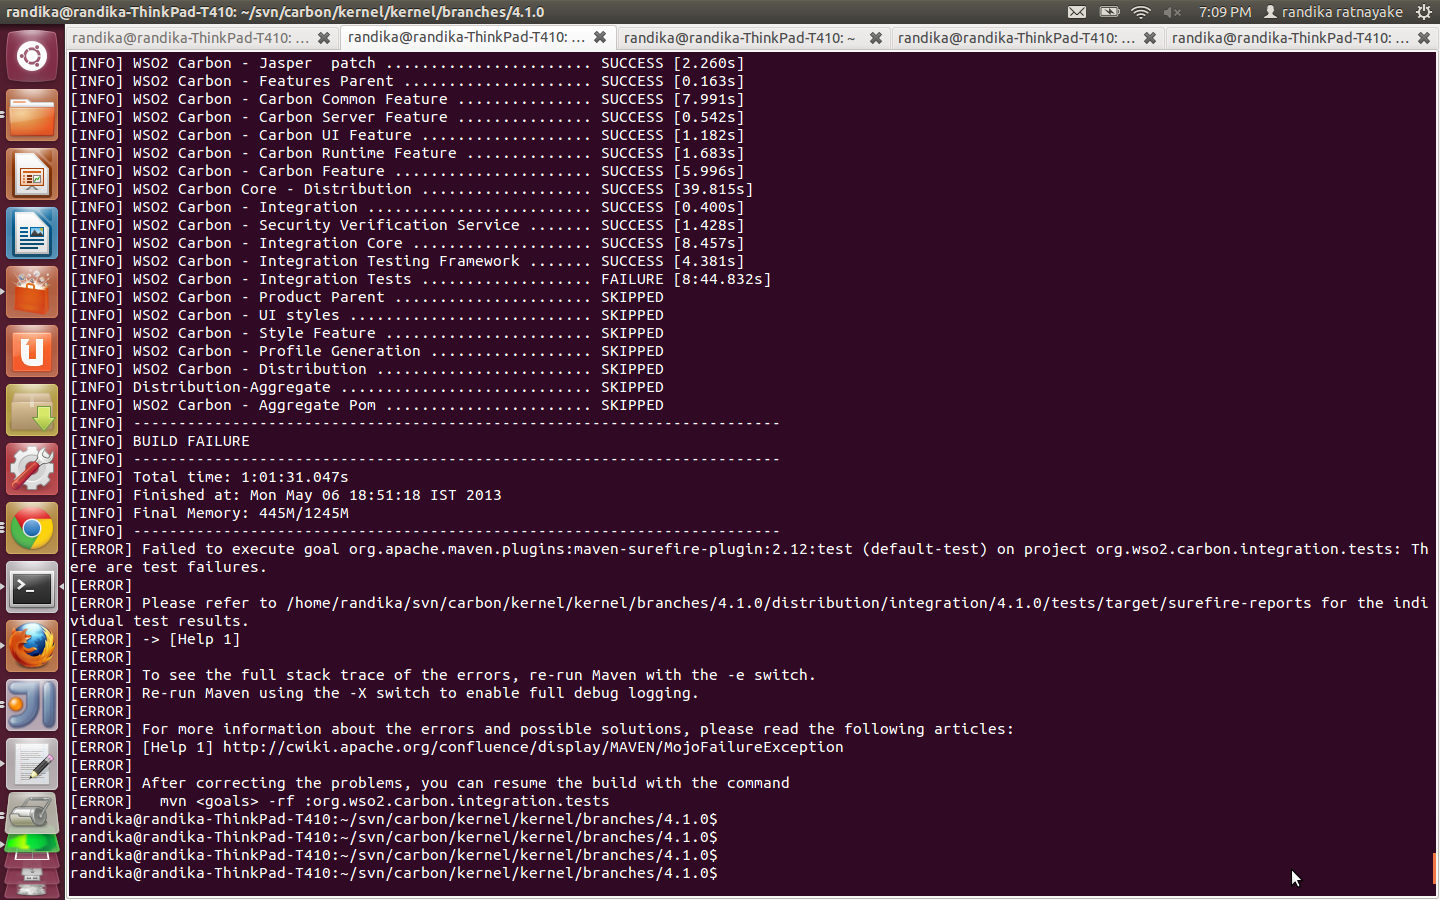 randika@randika-ThinkPad-T410: ~/svn/carbon/kernel/kernel/branches/4.1.0
7:09 PM
randika ratnayake
randika@randika-ThinkPad-T410: ...
randika@randika-ThinkPad-T410: ...
randika@randika-ThinkPad-T410: ~
randika@randika-ThinkPad-T410: ...
randika@randika-ThinkPad-T410: ...
[INFO] WSO2 Carbon - Jasper  patch ....................... SUCCESS [2.260s]
[INFO] WSO2 Carbon - Features Parent ..................... SUCCESS [0.163s]
[INFO] WSO2 Carbon - Carbon Common Feature ............... SUCCESS [7.991s]
[INFO] WSO2 Carbon - Carbon Server Feature ............... SUCCESS [0.542s]
[INFO] WSO2 Carbon - Carbon UI Feature ................... SUCCESS [1.182s]
[INFO] WSO2 Carbon - Carbon Runtime Feature .............. SUCCESS [1.683s]
[INFO] WSO2 Carbon - Carbon Feature ...................... SUCCESS [5.996s]
[INFO] WSO2 Carbon Core - Distribution ................... SUCCESS [39.815s]
[INFO] WSO2 Carbon - Integration ......................... SUCCESS [0.400s]
[INFO] WSO2 Carbon - Security Verification Service ....... SUCCESS [1.428s]
[INFO] WSO2 Carbon - Integration Core .................... SUCCESS [8.457s]
[INFO] WSO2 Carbon - Integration Testing Framework ....... SUCCESS [4.381s]
[INFO] WSO2 Carbon - Integration Tests ................... FAILURE [8:44.832s]
[INFO] WSO2 Carbon - Product Parent ...................... SKIPPED
[INFO] WSO2 Carbon - UI styles ........................... SKIPPED
[INFO] WSO2 Carbon - Style Feature ....................... SKIPPED
[INFO] WSO2 Carbon - Profile Generation .................. SKIPPED
[INFO] WSO2 Carbon - Distribution ........................ SKIPPED
[INFO] Distribution-Aggregate ............................ SKIPPED
[INFO] WSO2 Carbon - Aggregate Pom ....................... SKIPPED
[INFO] ------------------------------------------------------------------------
[INFO] BUILD FAILURE
[INFO] ------------------------------------------------------------------------
[INFO] Total time: 1:01:31.047s
[INFO] Finished at: Mon May 06 18:51:18 IST 2013
[INFO] Final Memory: 445M/1245M
[INFO] ------------------------------------------------------------------------
[ERROR] Failed to execute goal org.apache.maven.plugins:maven-surefire-plugin:2.12:test (default-test) on project org.wso2.carbon.integration.tests: Th
ere are test failures.
[ERROR]
[ERROR] Please refer to /home/randika/svn/carbon/kernel/kernel/branches/4.1.0/distribution/integration/4.1.0/tests/target/surefire-reports for the indi
vidual test results.
[ERROR] -> [Help 1]
[ERROR]
[ERROR] To see the full stack trace of the errors, re-run Maven with the -e switch.
[ERROR] Re-run Maven using the -X switch to enable full debug logging.
[ERROR]
[ERROR] For more information about the errors and possible solutions, please read the following articles:
[ERROR] [Help 1] http://cwiki.apache.org/confluence/display/MAVEN/MojoFailureException
[ERROR]
[ERROR] After correcting the problems, you can resume the build with the command
[ERROR]   mvn <goals> -rf :org.wso2.carbon.integration.tests
randika@randika-ThinkPad-T410:~/svn/carbon/kernel/kernel/branches/4.1.0$
randika@randika-ThinkPad-T410:~/svn/carbon/kernel/kernel/branches/4.1.0$
randika@randika-ThinkPad-T410:~/svn/carbon/kernel/kernel/branches/4.1.0$
randika@randika-ThinkPad-T410:~/svn/carbon/kernel/kernel/branches/4.1.0$